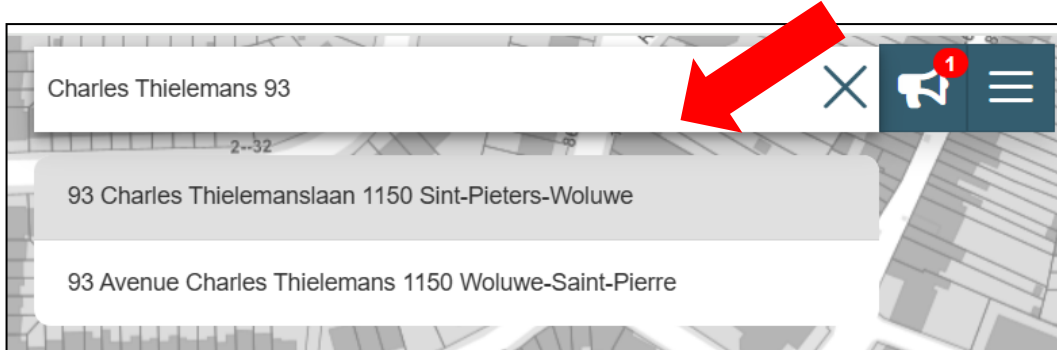 Charles Thielemans 93
1
2--32
93 Charles Thielemanslaan 1150 Sint-Pieters-Woluwe
93 Avenue Charles Thielemans 1150 Woluwe-Saint-Pierre